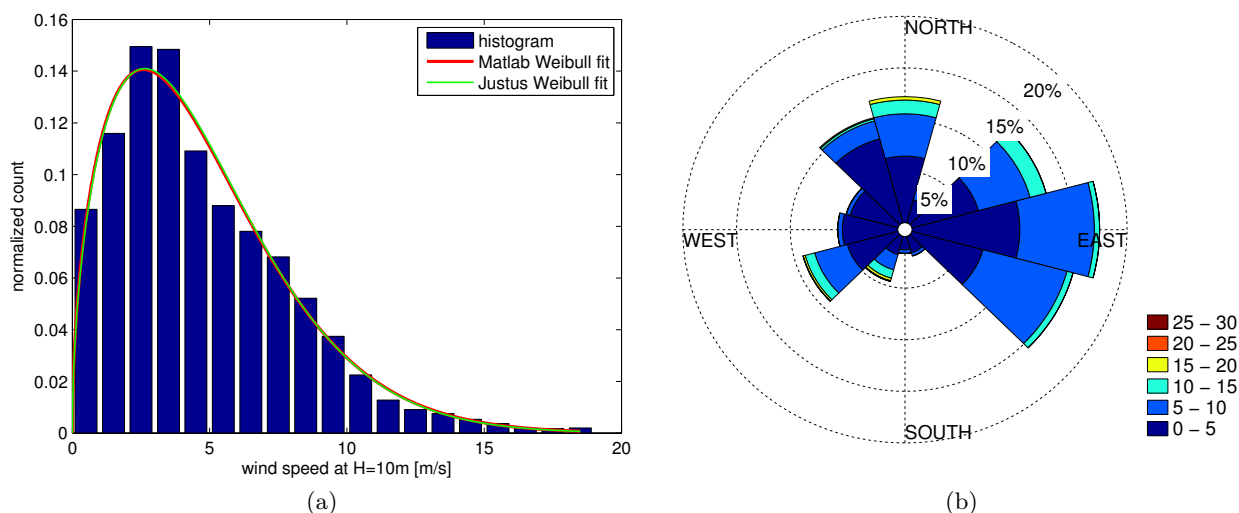 0.16
0.14
0.12
0.1
0.08
0.06
0.04
0.02
0
normalized count
0
5
10
15
20
wind speed at H=10m [m/s]
histogram
Matlab Weibull fit
Justus Weibull fit
(a)
NORTH
20%
15%
10%
5%
WEST
EAST
SOUTH
25 − 30
20 − 25
15 − 20
10 − 15
5 − 10
0 − 5
(b)